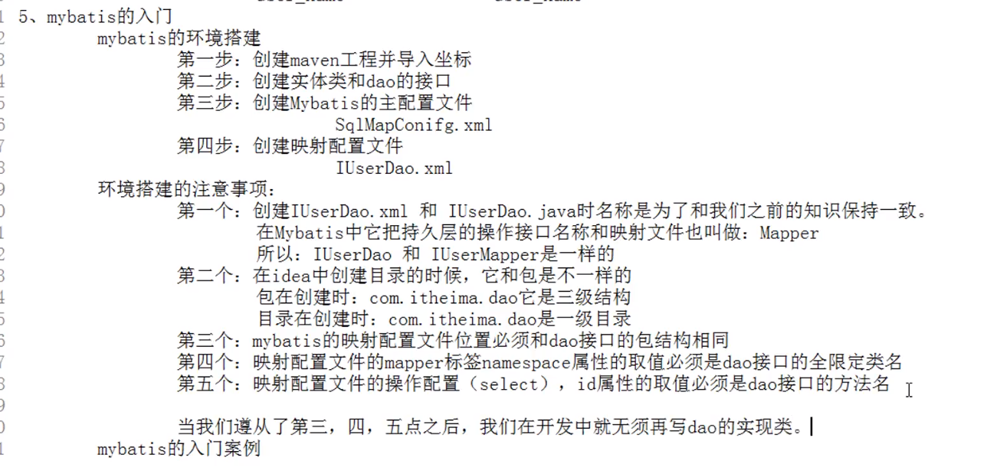 5、mybatis的入门
mybatis的环境搭建
第一步：创建maven工程并导入坐标
第二步：创建实体类和dao的接口
第三步：创建Mybatis的主配置文件
SqlMapConifg.xml
第四步：创建映射配置文件
IUserDao.xml
环境搭建的注意事项：
第一个：创建IUserDao.xml 和 IUserDao.java时名称是为了和我们之前的知识保持一致。
在Mybatis中它把持久层的操作接口名称和映射文件也叫做：Mapper
所以：IUserDao 和 IUserMapper是一样的
第二个：在idea中创建目录的时候，它和包是不一样的
包在创建时：com.itheima.dao它是三级结构
目录在创建时：com.itheima.dao是一级目录
第三个：mybatis的映射配置文件位置必须和dao接口的包结构相同
第四个：映射配置文件的mapper标签namespace属性的取值必须是dao接口的全限定类名
第五个：映射配置文件的操作配置（select），id属性的取值必须是dao接口的方法名
当我们遵从了第三，四，五点之后，我们在开发中就无须再写dao的实现类。
mybatis的入门案例